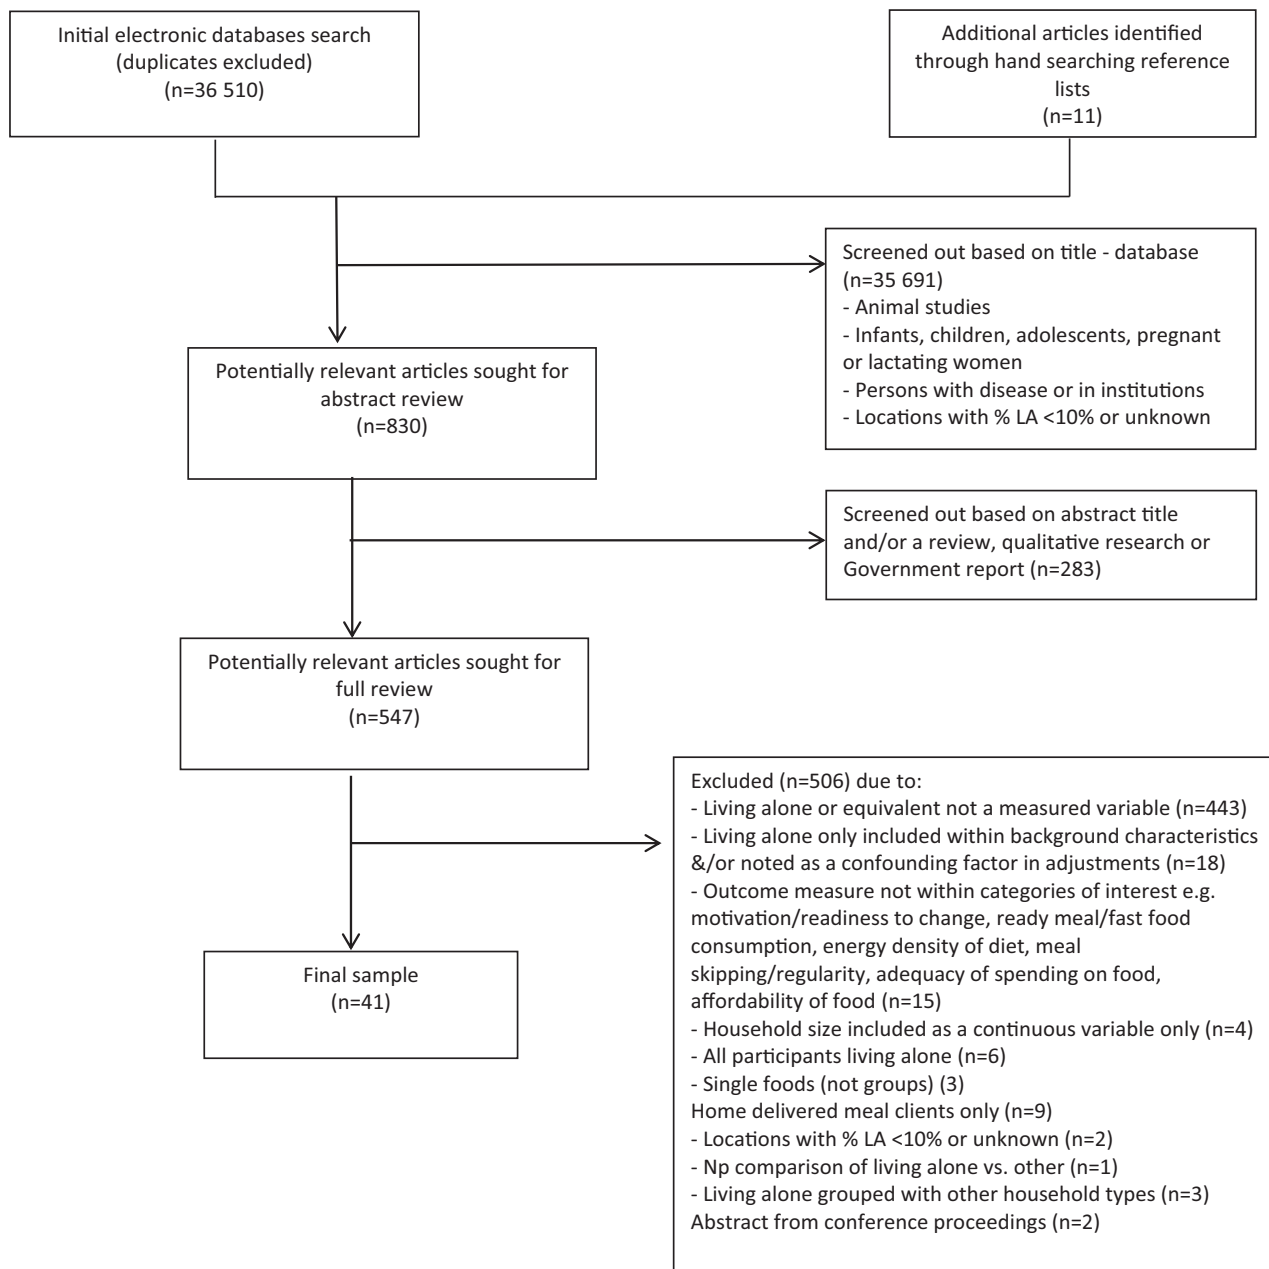 Initial electronic databases search
(duplicates excluded)
(n=36 510)
Additional articles identified
through hand searching reference
lists
(n=11)
Screened out based on title - database
(n=35 691)
- Animal studies
- Infants, children, adolescents, pregnant
or lactating women
- Persons with disease or in institutions
- Locations with % LA <10% or unknown
Potentially relevant articles sought for
abstract review
(n=830)
Screened out based on abstract title
and/or a review, qualitative research or
Government report (n=283)
Potentially relevant articles sought for
full review
(n=547)
Excluded (n=506) due to:
- Living alone or equivalent not a measured variable (n=443)
- Living alone only included within background characteristics
&/or noted as a confounding factor in adjustments (n=18)
- Outcome measure not within categories of interest e.g.
motivation/readiness to change, ready meal/fast food
consumption, energy density of diet, meal
skipping/regularity, adequacy of spending on food,
affordability of food (n=15)
- Household size included as a continuous variable only (n=4)
- All participants living alone (n=6)
- Single foods (not groups) (3)
Home delivered meal clients only (n=9)
- Locations with % LA <10% or unknown (n=2)
- Np comparison of living alone vs. other (n=1)
- Living alone grouped with other household types (n=3)
Abstract from conference proceedings (n=2)
Final sample
(n=41)